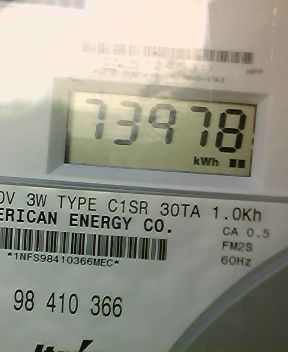 73978
kWh
0V 3W TYPE C1SR 30TA 1.0Kh
ERICAN ENERGY CO.
CA 0.5
FM2S
*1NFS98410366MEC*
60Hz
98 410 366